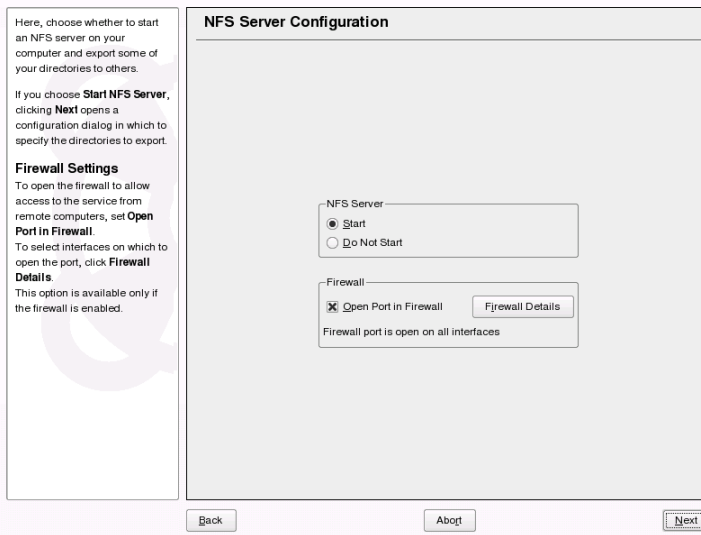 Here, choose whether to start
an NFS server on your
computer and export some of
your directories to others.
If you choose Start NFS Server,
clicking Next opens a
configuration dialog in which to
specify the directories to export.
Firewall Settings
To open the firewall to allow
access to the service from
remote computers, set Open
Port in Firewall.
To select interfaces on which to
open the port, click Firewall
Details.
This option is available only if
the firewall is enabled.
NFS Server Configuration
NFS Server
Start
Do Not Start
Firewall
Open Port in Firewall
Firewall Details
Firewall port is open on all interfaces
Back
Abort
Next